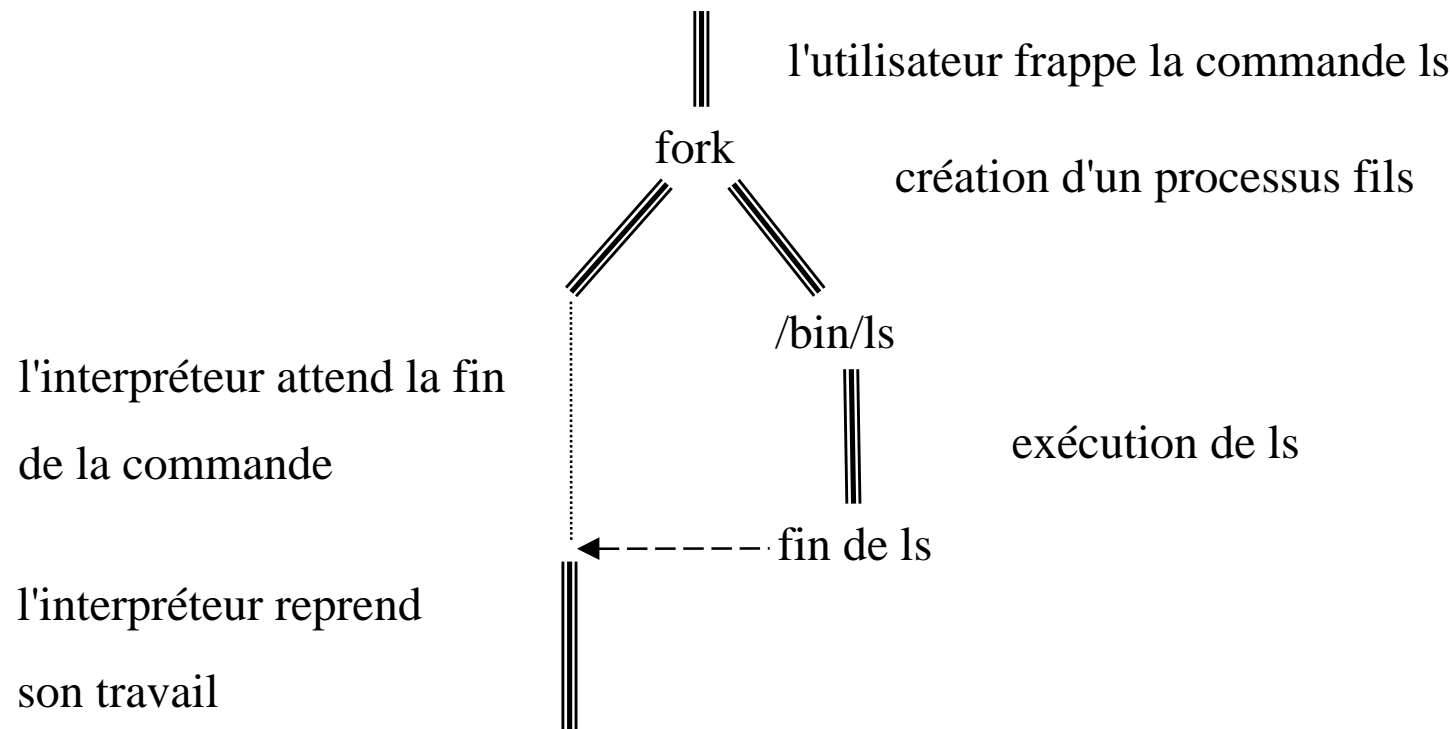 l'utilisateur frappe la commande ls
fork
création d'un processus fils
/bin/ls
l'interpréteur attend la fin
de la commande
exécution de ls
fin de ls
l'interpréteur reprend
son travail